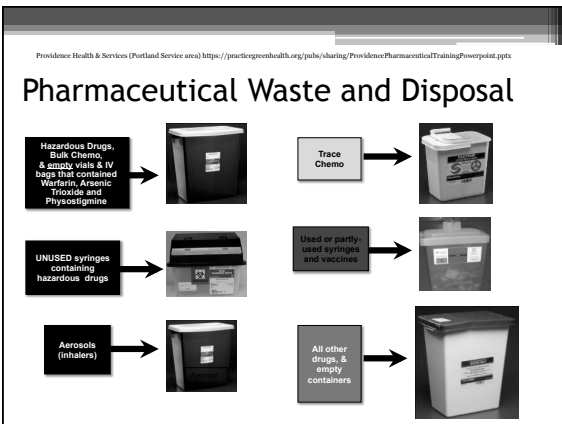 Providence Health & Services (Portland Service area) https://practicegreenhealth.org/pubs/sharing/ProvidencePharmaceuticalTrainingPowerpoint.pptx
Pharmaceutical Waste and Disposal
Hazardous Drugs,
Bulk Chemo,
& empty vials & IV
bags that contained
Warfarin, Arsenic
Trioxide and
Physostigmine
Trace
Chemo
UNUSED syringes
containing
hazardous drugs
Used or partly-
used syringes
and vaccines
Aerosols
(inhalers)
Aerosol
All other
drugs, &
empty
containers